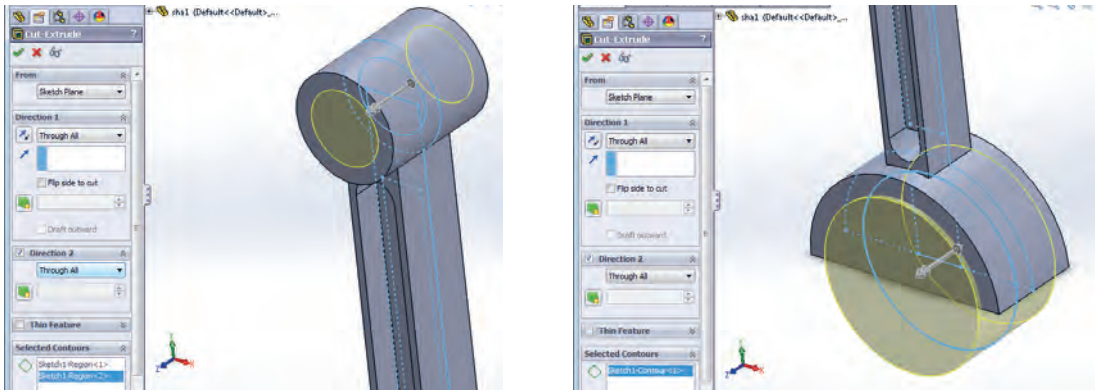 sha1 (Default<<Default>_...
Cut-Extrude
?
From
Sketch Plane
Direction 1
Through All
Flip side to cut
Draft outward
Direction 2
Through All
Thin Feature
Selected Contours
Sketch1-Region<1>
Sketch1-Region<2>
Y
X
Z
sha1 (Default<<Default>_...
Cut-Extrude
?
From
Sketch Plane
Direction 1
Through All
Flip side to cut
Draft outward
Direction 2
Through All
Thin Feature
Selected Contours
Sketch1-Contour<1>
Y
X
Z